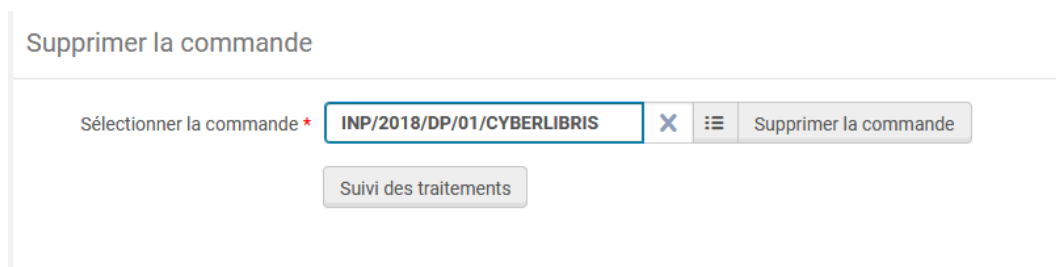 Supprimer la commande
Sélectionner la commande * INP/2018/DP/01/CYBERLIBRIS Supprimer la commande
Suivi des traitements